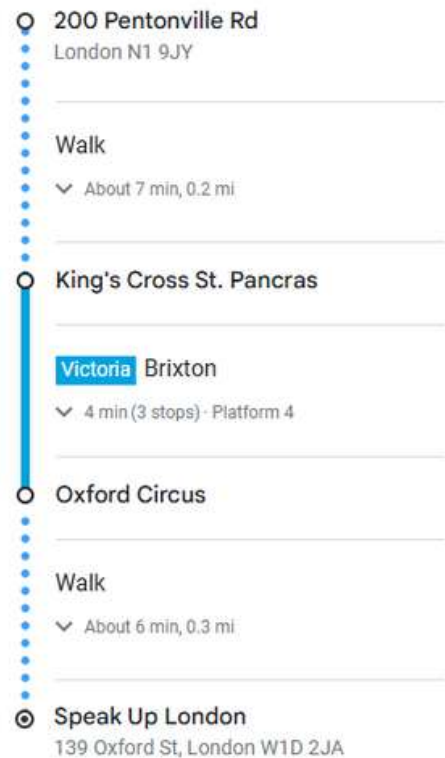 200 Pentonville Rd
London N1 9JY
Walk
About 7 min, 0.2 mi
King's Cross St. Pancras
Victoria Brixton
4 min (3 stops) · Platform 4
Oxford Circus
Walk
About 6 min, 0.3 mi
Speak Up London
139 Oxford St, London W1D 2JA